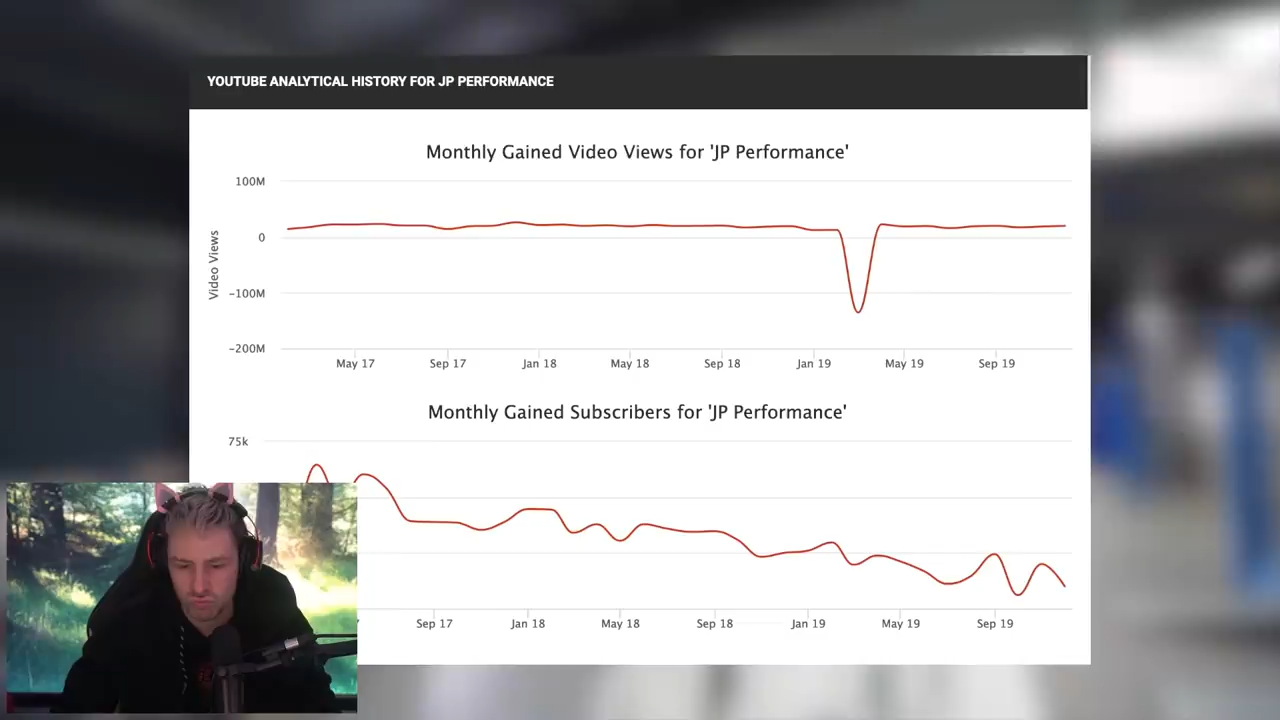 YOUTUBE ANALYTICAL HISTORY FOR JP PERFORMANCE
Monthly Gained Video Views for 'JP Performance'
100M
0
-100M
-200M
Video Views
May 17 Sep 17 Jan 18 May 18 Sep 18 Jan 19 May 19 Sep 19
Monthly Gained Subscribers for 'JP Performance'
75k
Sep 17 Jan 18 May 18 Sep 18 Jan 19 May 19 Sep 19